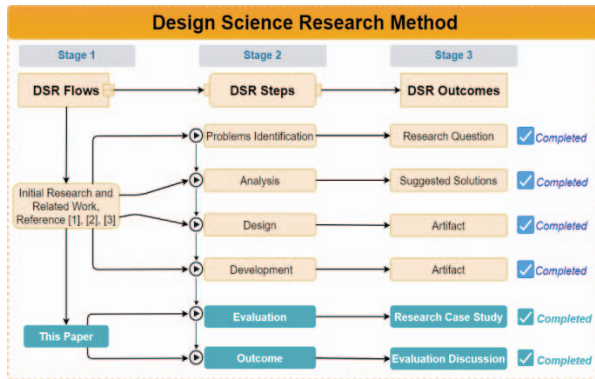 Design Science Research Method
Stage 1
Stage 2
Stage 3
DSR Flows
DSR Steps
DSR Outcomes
Problems Identification
Research Question
Completed
Initial Research and
Related Work,
Reference [1], [2], [3]
Analysis
Suggested Solutions
Completed
Design
Artifact
Completed
Development
Artifact
Completed
This Paper
Evaluation
Research Case Study
Completed
Outcome
Evaluation Discussion
Completed